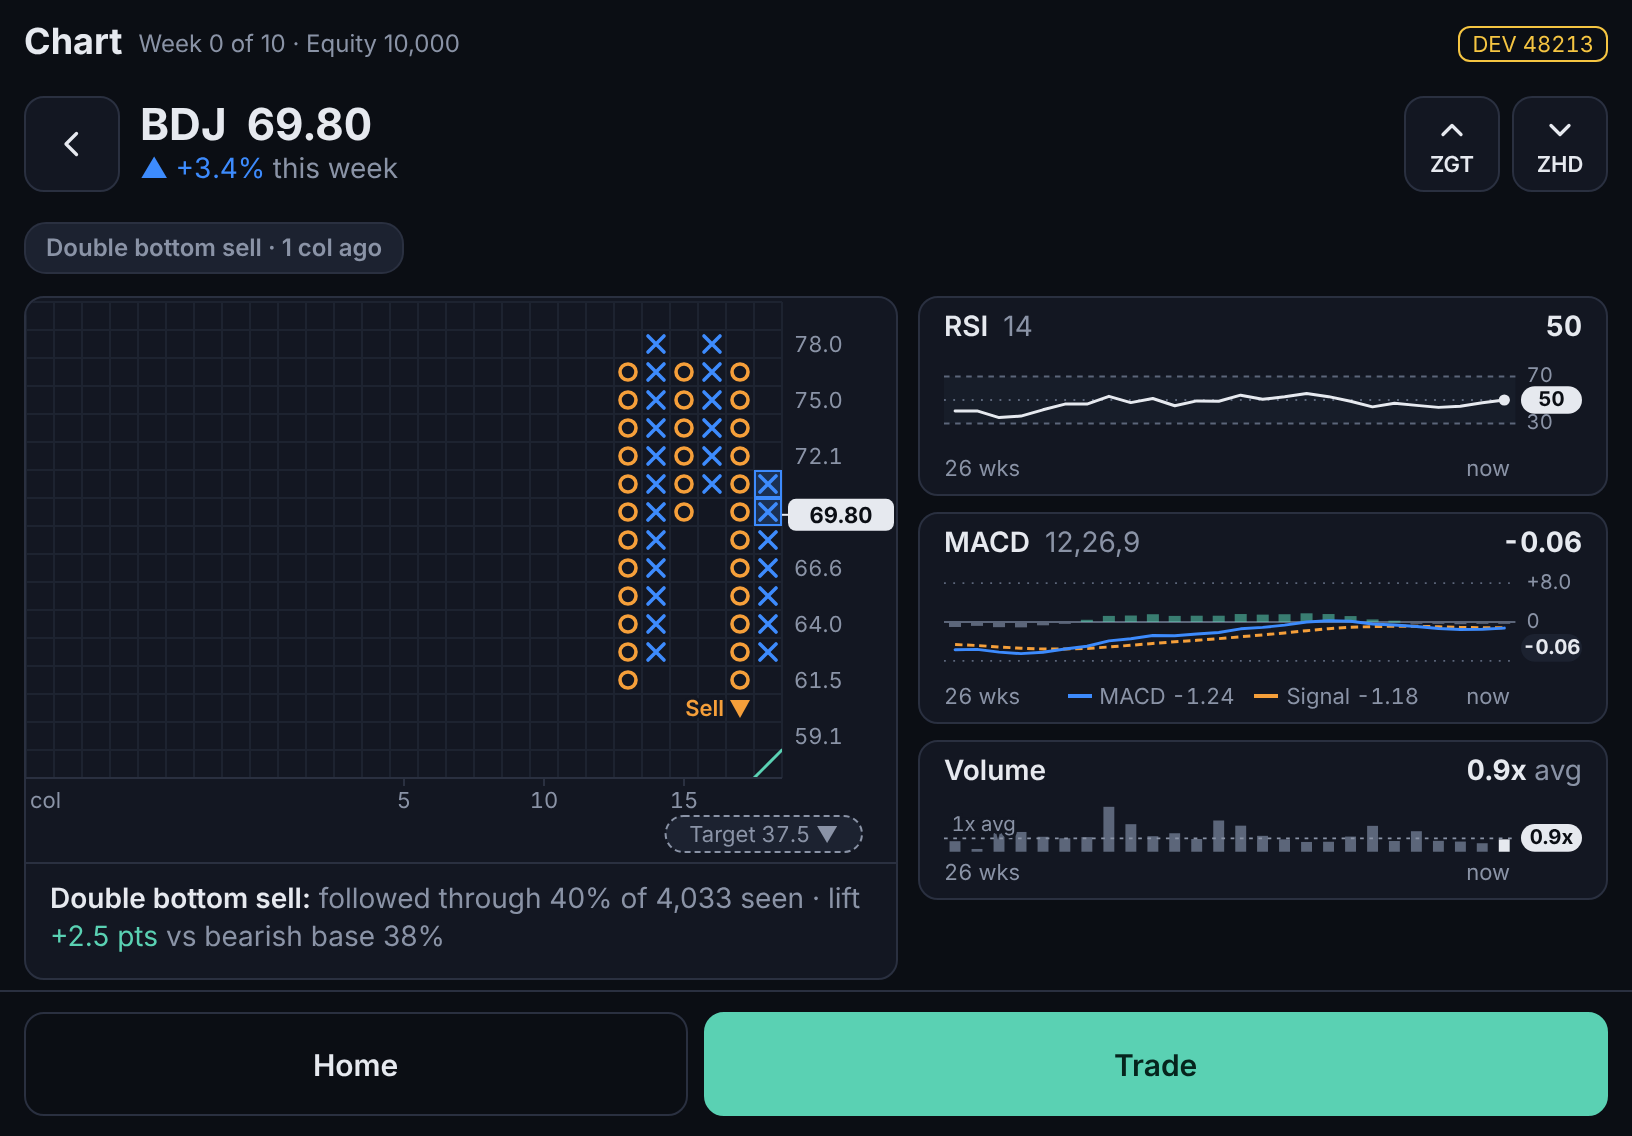 Chart Week 0 of 10 · Equity 10,000
DEV 48213
BDJ 69.80
▲ +3.4% this week
ZGT
ZHD
Double bottom sell · 1 col ago
78.0
75.0
72.1
69.80
66.6
64.0
61.5
Sell ▼
59.1
col 5 10 15
Target 37.5 ▼
Double bottom sell: followed through 40% of 4,033 seen · lift
+2.5 pts vs bearish base 38%
RSI 14 50
70
50
30
26 wks now
MACD 12,26,9 -0.06
+8.0
0
-0.06
26 wks MACD -1.24 Signal -1.18 now
Volume 0.9x avg
1x avg
0.9x
26 wks now
Home
Trade